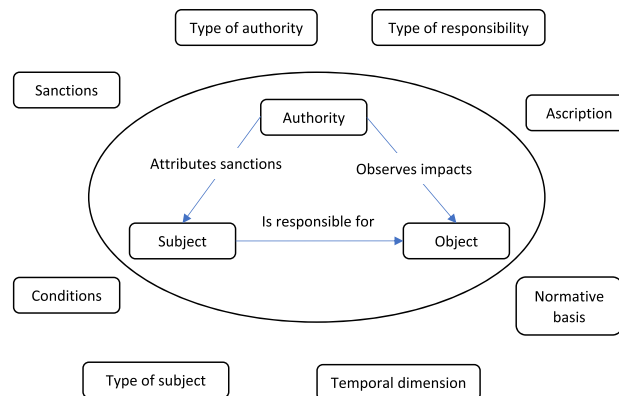 Type of authority
Type of responsibility
Sanctions
Ascription
Authority
Attributes sanctions
Observes impacts
Is responsible for
Subject
Object
Conditions
Normative
basis
Type of subject
Temporal dimension